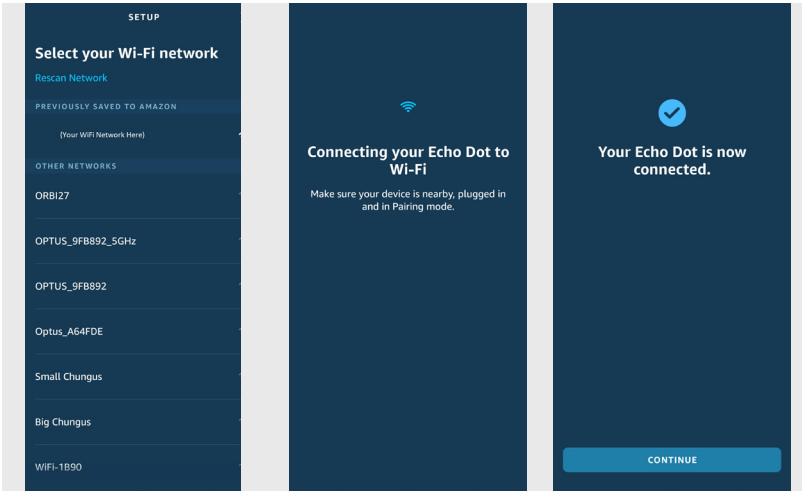 SETUP
Select your Wi-Fi network
Rescan Network
PREVIOUSLY SAVED TO AMAZON
(Your WiFi Network Here)
OTHER NETWORKS
ORBI27
OPTUS_9FB892_5GHz
OPTUS_9FB892
Optus_A64FDE
Small Chungus
Big Chungus
WiFi-1B90
Connecting your Echo Dot to
Wi-Fi
Make sure your device is nearby, plugged in
and in Pairing mode.
Your Echo Dot is now
connected.
CONTINUE